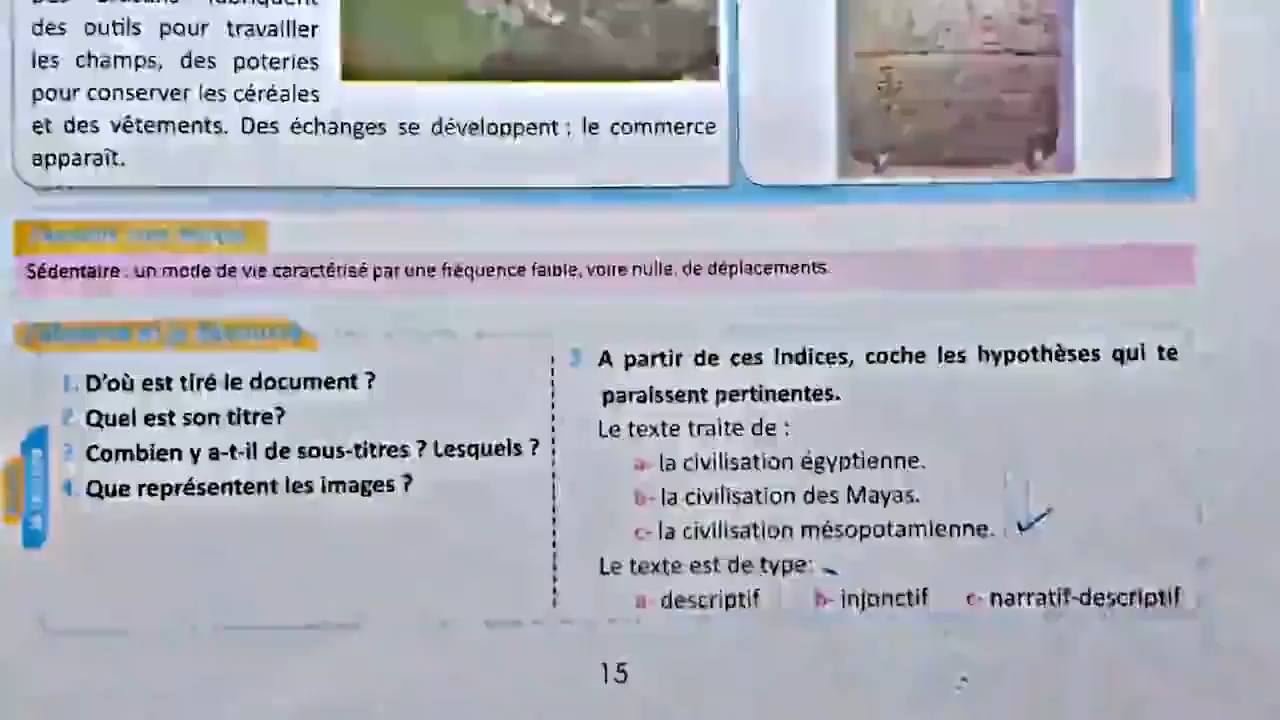 des outils pour travailler
les champs, des poteries
pour conserver les céréales
et des vêtements. Des échanges se développent : le commerce
apparaît.
Sédentaire : un mode de vie caractérisé par une fréquence faible, voire nulle, de déplacements.
1. D'où est tiré le document ?
2. Quel est son titre?
3. Combien y a-t-il de sous-titres ? Lesquels ?
4. Que représentent les images ?
A partir de ces indices, coche les hypothèses qui te
paraissent pertinentes.
Le texte traite de :
a- la civilisation égyptienne.
b- la civilisation des Mayas.
c- la civilisation mésopotamienne.
Le texte est de type:
a- descriptif b- injonctif c- narratif-descriptif
15